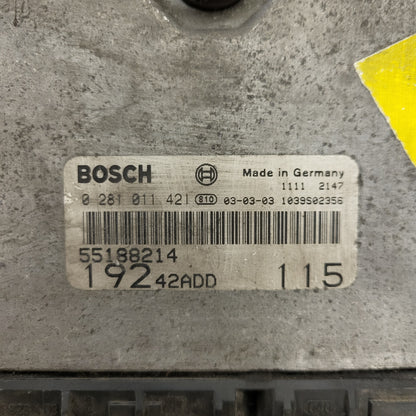 BOSCH Made in Germany
1111 2147
0 281 011 421 810 03-03-03 1039S02356
55188214
192 42ADD 115